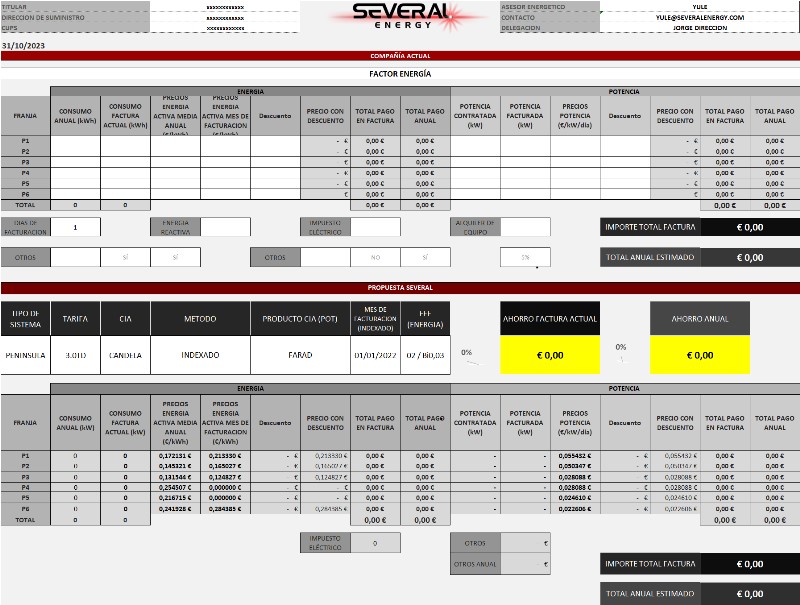 TITULAR xxxxxxxxxxxx SEVERAL ENERGY ASESOR ENERGETICO YULE
DIRECCION DE SUMINISTRO xxxxxxxxxxxx CONTACTO YULE@SEVERALENERGY.COM
CUPS xxxxxxxxxxxx DELEGACION JORGE DIRECCION
31/10/2023
COMPAÑÍA ACTUAL
FACTOR ENERGÍA
ENERGIA POTENCIA
FRANJA CONSUMO ANUAL (kWh) CONSUMO FACTURA ACTUAL (kWh) PRECIOS ENERGIA ACTIVA MEDIA ANUAL PRECIOS ENERGIA ACTIVA MES DE FACTURACION Descuento PRECIO CON DESCUENTO TOTAL PAGO EN FACTURA TOTAL PAGO ANUAL POTENCIA CONTRATADA (kW) POTENCIA FACTURADA (kW) PRECIOS POTENCIA (€/kW/día) Descuento PRECIO CON DESCUENTO TOTAL PAGO EN FACTURA TOTAL PAGO ANUAL
P1 - € 0,00 € 0,00 € - € 0,00 € 0,00 €
P2 - € 0,00 € 0,00 € - € 0,00 € 0,00 €
P3 € 0,00 € 0,00 € € 0,00 € 0,00 €
P4 - € 0,00 € 0,00 € - € 0,00 € 0,00 €
P5 - € 0,00 € 0,00 € - € 0,00 € 0,00 €
P6 € 0,00 € 0,00 € € 0,00 € 0,00 €
TOTAL 0 0 0,00 € 0,00 € 0,00 € 0,00 €
DIAS DE FACTURACION 1 ENERGIA REACTIVA IMPUESTO ELÉCTRICO ALQUILER DE EQUIPO IMPORTE TOTAL FACTURA € 0,00
OTROS SÍ SÍ OTROS NO SÍ 5% TOTAL ANUAL ESTIMADO € 0,00
PROPUESTA SEVERAL
TIPO DE SISTEMA TARIFA CIA METODO PRODUCTO CIA (POT) MES DE FACTURACION (INDEXADO) FEE (ENERGIA) AHORRO FACTURA ACTUAL AHORRO ANUAL
PENINSULA 3.0TD CANDELA INDEXADO FARAD 01/01/2022 02 / Bi0,03 0% € 0,00 0% € 0,00
ENERGIA POTENCIA
FRANJA CONSUMO ANUAL (kW) CONSUMO FACTURA ACTUAL (kW) PRECIOS ENERGIA ACTIVA MEDIA ANUAL (€/kWh) PRECIOS ENERGIA ACTIVA MES DE FACTURACION (€/kWh) Descuento PRECIO CON DESCUENTO TOTAL PAGO EN FACTURA TOTAL PAGO ANUAL POTENCIA CONTRATADA (kW) POTENCIA FACTURADA (kW) PRECIOS POTENCIA (€/kW/día) Descuento PRECIO CON DESCUENTO TOTAL PAGO EN FACTURA TOTAL PAGO ANUAL
P1 0 0 0,172131 € 0,213330 € - € 0,213330 € 0,00 € 0,00 € - - 0,055432 € - € 0,055432 € 0,00 € 0,00 €
P2 0 0 0,145321 € 0,165027 € - € 0,165027 € 0,00 € 0,00 € - - 0,050347 € - € 0,050347 € 0,00 € 0,00 €
P3 0 0 0,131544 € 0,124827 € - € 0,124827 € 0,00 € 0,00 € - - 0,028088 € - € 0,028088 € 0,00 € 0,00 €
P4 0 0 0,254507 € 0,000000 € - € - € 0,00 € 0,00 € - - 0,028088 € - € 0,028088 € 0,00 € 0,00 €
P5 0 0 0,216715 € 0,000000 € - € - € 0,00 € 0,00 € - - 0,024610 € - € 0,024610 € 0,00 € 0,00 €
P6 0 0 0,241928 € 0,284385 € - € 0,284385 € 0,00 € 0,00 € - - 0,022606 € - € 0,022606 € 0,00 € 0,00 €
TOTAL 0 0 0,00 € 0,00 € 0,00 € 0,00 €
IMPUESTO ELÉCTRICO 0 OTROS €
OTROS ANUAL €
IMPORTE TOTAL FACTURA € 0,00
TOTAL ANUAL ESTIMADO € 0,00